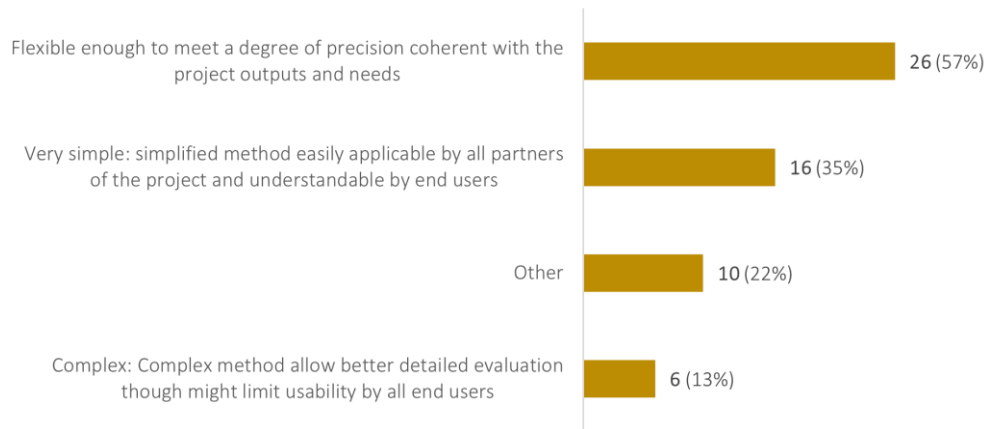 Flexible enough to meet a degree of precision coherent with the
project outputs and needs
26 (57%)
Very simple: simplified method easily applicable by all partners
of the project and understandable by end users
16 (35%)
Other
10 (22%)
Complex: Complex method allow better detailed evaluation
though might limit usability by all end users
6 (13%)